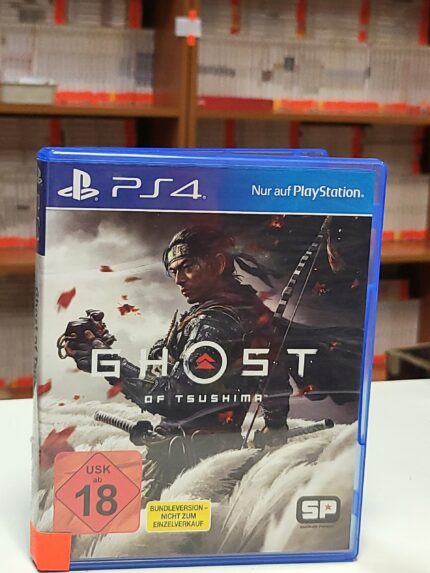 PS4
Nur auf PlayStation.
GHOST
OF TSUSHIMA
USK
ab
18
BUNDLEVERSION –
NICHT ZUM
EINZELVERKAUF
SP